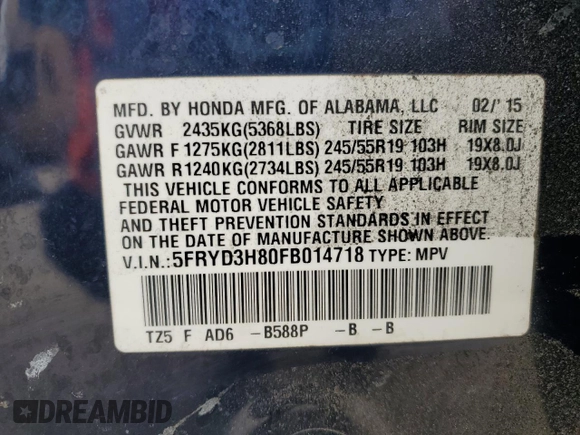 MFD. BY HONDA MFG. OF ALABAMA, LLC 02/'15
GVWR 2435KG(5368LBS) TIRE SIZE RIM SIZE
GAWR F 1275KG(2811LBS) 245/55R19 103H 19X8.0J
GAWR R1240KG(2734LBS) 245/55R19 103H 19X8.0J
THIS VEHICLE CONFORMS TO ALL APPLICABLE
FEDERAL MOTOR VEHICLE SAFETY
AND THEFT PREVENTION STANDARDS IN EFFECT
ON THE DATE OF MANUFACTURE SHOWN ABOVE.
V.I.N.: 5FRYD3H80FB014718 TYPE: MPV
TZ5 F AD6 -B588P -B -B
DREAMBID